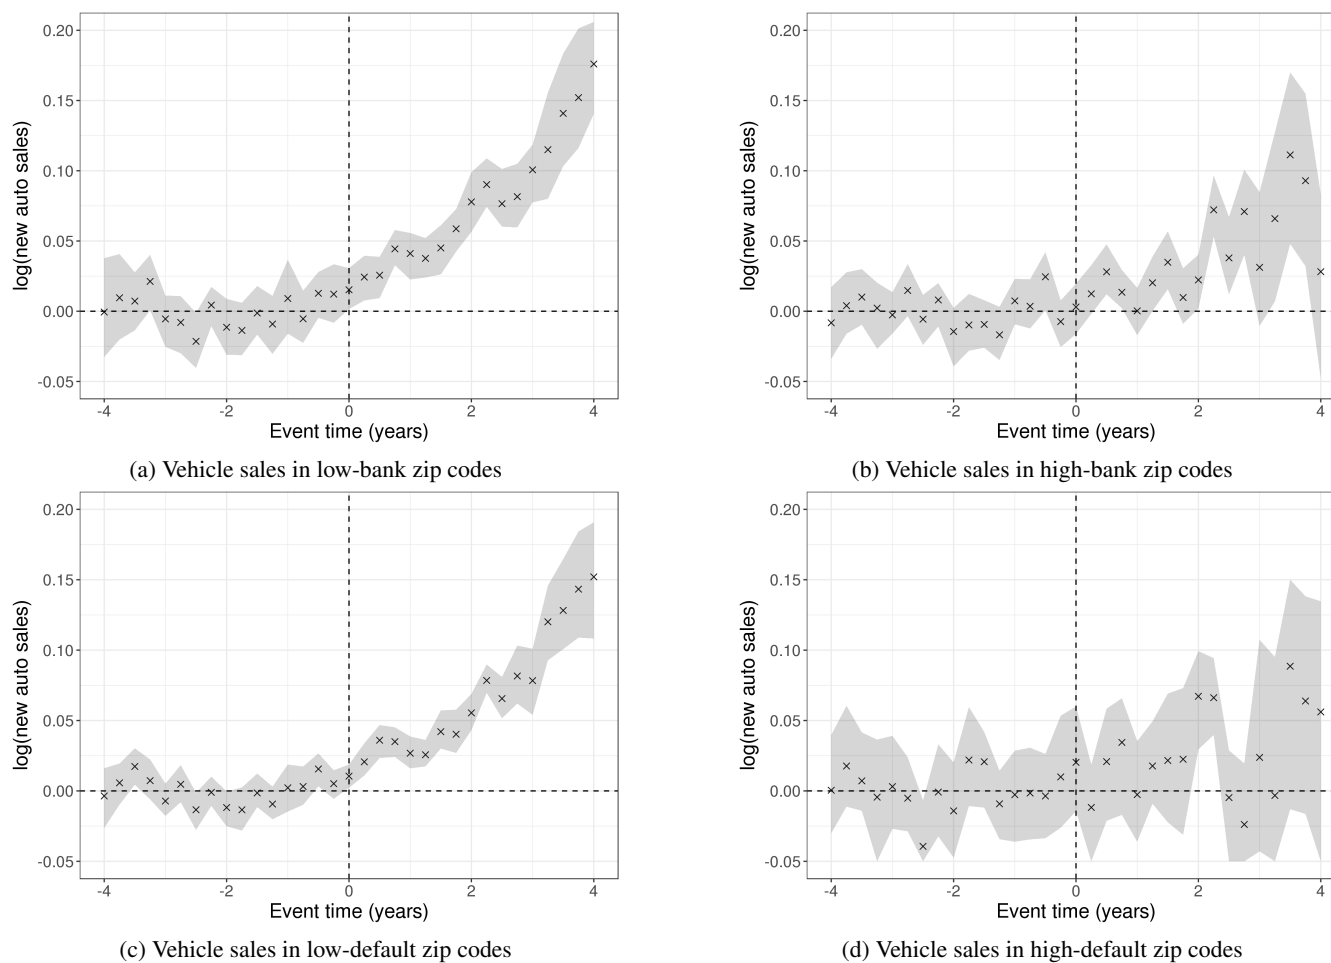 0.20
0.15
0.10
0.05
0.00
-0.05
log(new auto sales)
-4 -2 0 2 4
Event time (years)
(a) Vehicle sales in low-bank zip codes
0.20
0.15
0.10
0.05
0.00
-0.05
log(new auto sales)
-4 -2 0 2 4
Event time (years)
(b) Vehicle sales in high-bank zip codes
0.20
0.15
0.10
0.05
0.00
-0.05
log(new auto sales)
-4 -2 0 2 4
Event time (years)
(c) Vehicle sales in low-default zip codes
0.20
0.15
0.10
0.05
0.00
-0.05
log(new auto sales)
-4 -2 0 2 4
Event time (years)
(d) Vehicle sales in high-default zip codes